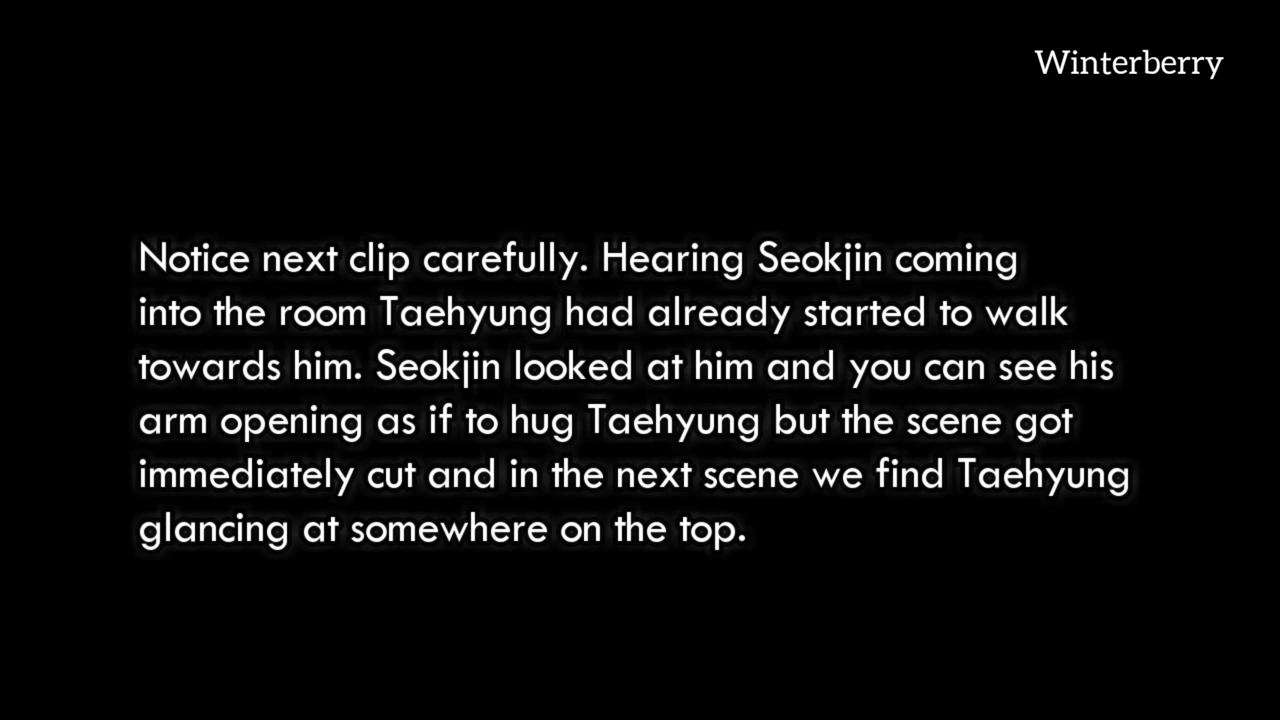 Winterberry
Notice next clip carefully. Hearing Seokjin coming
into the room Taehyung had already started to walk
towards him. Seokjin looked at him and you can see his
arm opening as if to hug Taehyung but the scene got
immediately cut and in the next scene we find Taehyung
glancing at somewhere on the top.